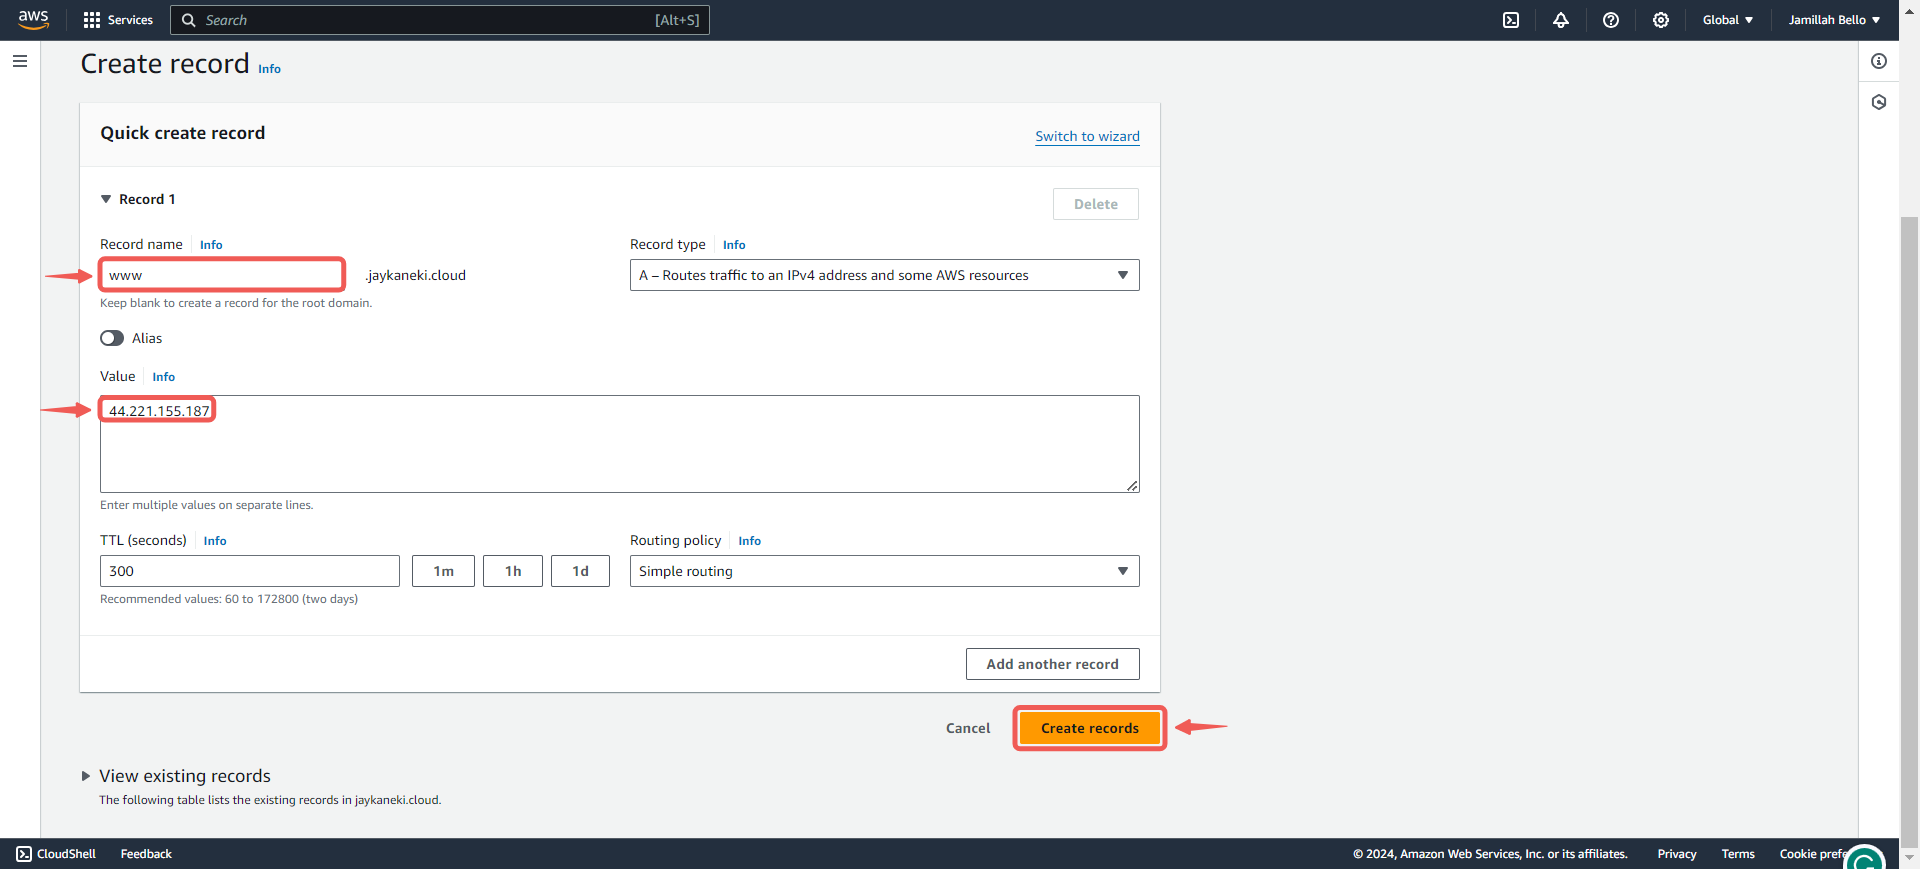 aws Services Search [Alt+S] Global Jamillah Bello
Create record Info
Quick create record
Switch to wizard
Record 1
Delete
Record name Info
Record type Info
www .jaykaneki.cloud
A – Routes traffic to an IPv4 address and some AWS resources
Keep blank to create a record for the root domain.
Alias
Value Info
44.221.155.187
Enter multiple values on separate lines.
TTL (seconds) Info
Routing policy Info
300 1m 1h 1d
Simple routing
Recommended values: 60 to 172800 (two days)
Add another record
Cancel Create records
View existing records
The following table lists the existing records in jaykaneki.cloud.
CloudShell Feedback © 2024, Amazon Web Services, Inc. or its affiliates. Privacy Terms Cookie